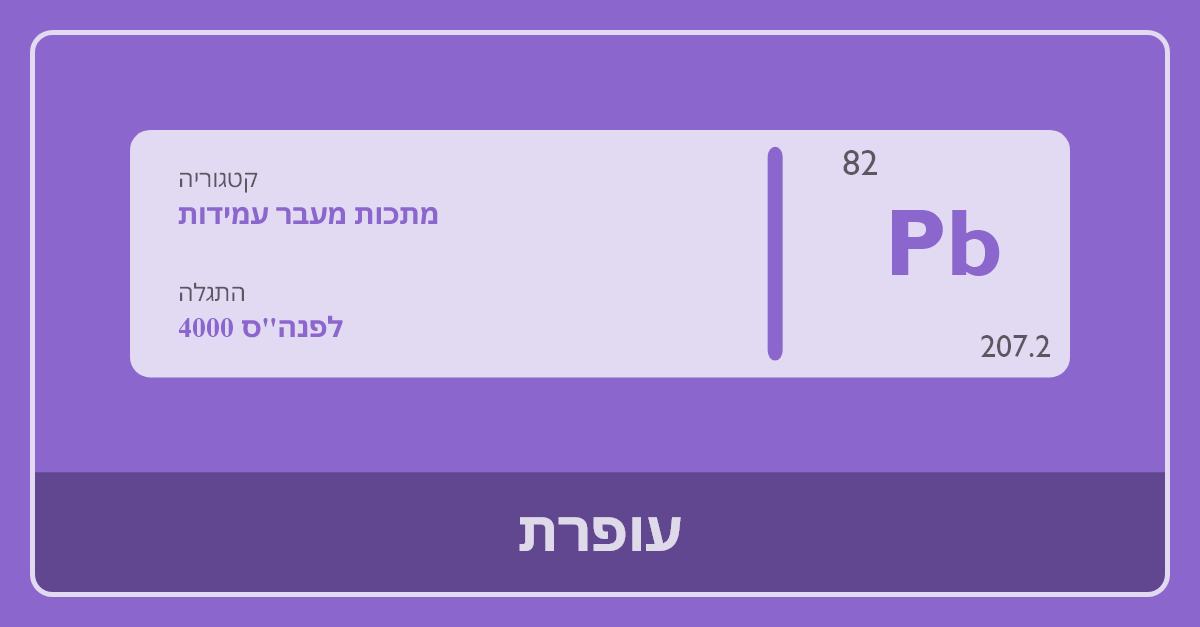 קטגוריה
מתכות מעבר עמידות
התגלה
לפנה''ס 4000
82
Pb
207.2
עופרת